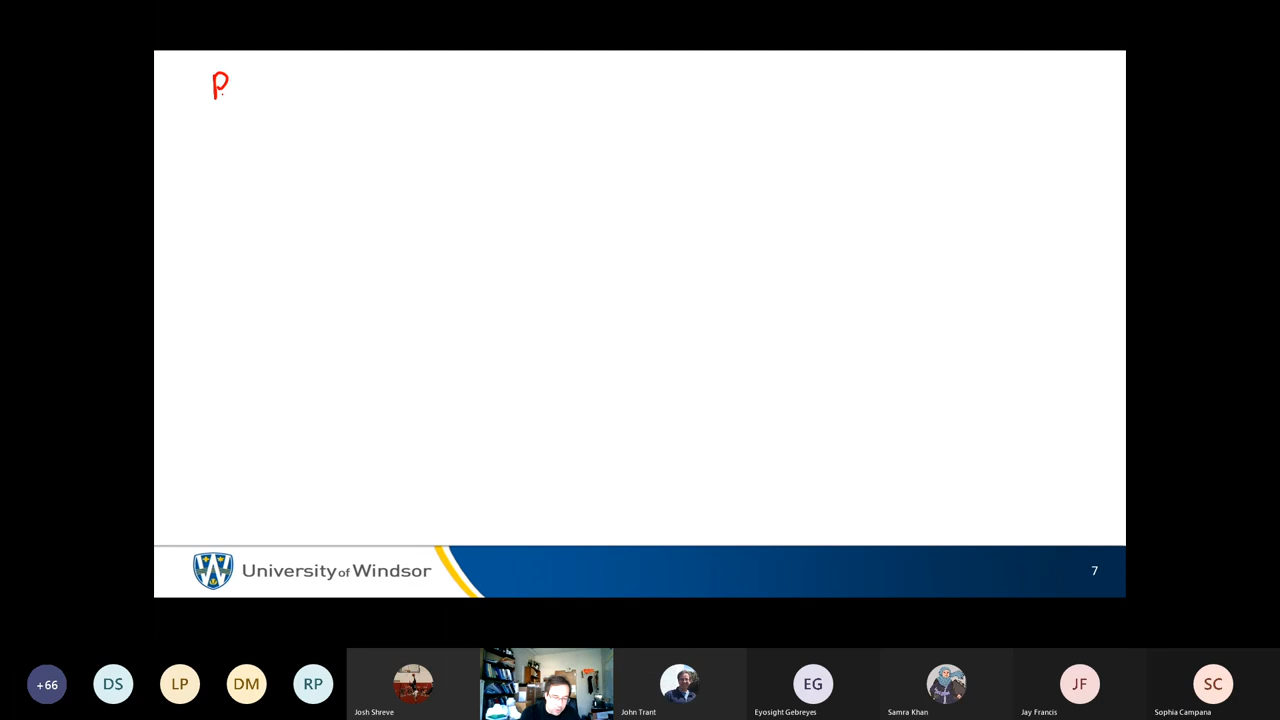 P
University of Windsor
7
+66
DS
LP
DM
RP
EG
JF
SC
Josh Shreve
John Trant
Eyosight Gebreyes
Samra Khan
Jay Francis
Sophia Campana